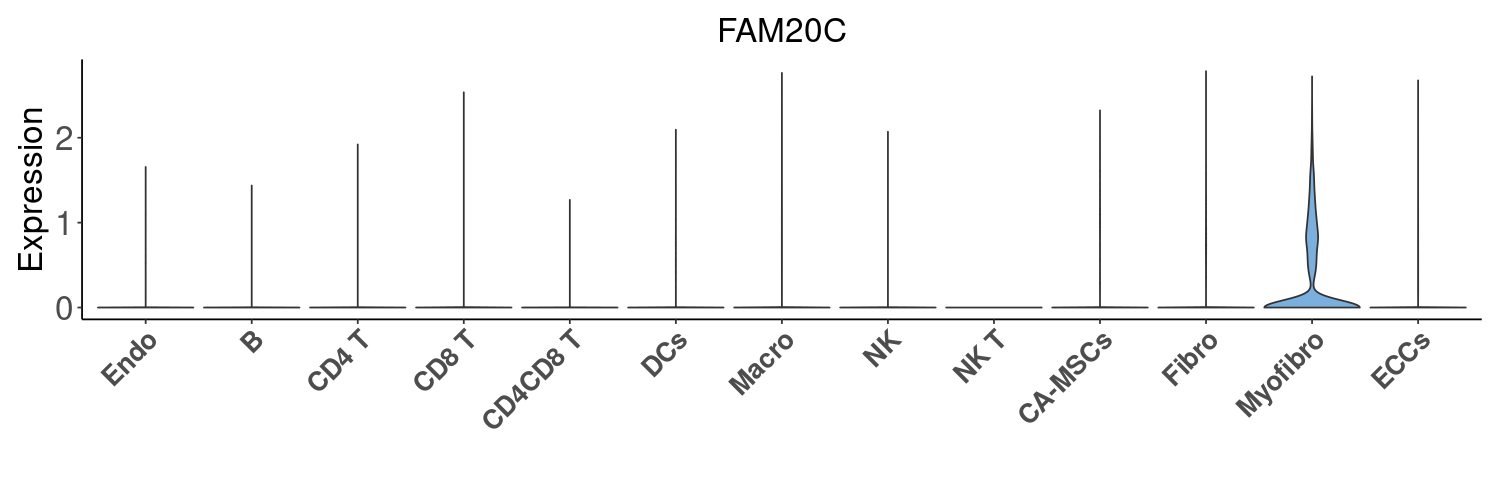 FAM20C
Expression
2
1
0
Endo
B
CD4 T
CD8 T
CD4CD8 T
DCs
Macro
NK
NK T
CA-MSCs
Fibro
Myofibro
ECCs